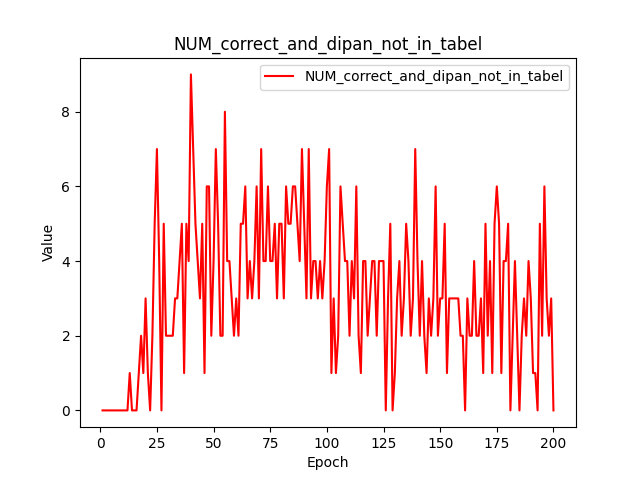 NUM_correct_and_dipan_not_in_tabel
NUM_correct_and_dipan_not_in_tabel
8
6
4
2
0
Value
0 25 50 75 100 125 150 175 200
Epoch